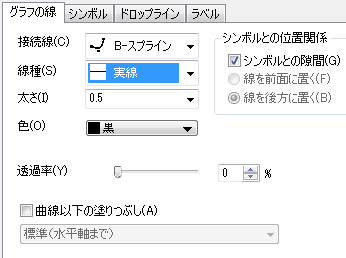 グラフの線 シンボル ドロップライン ラベル
接続線(C) B-スプライン
シンボルとの位置関係
線種(S) 実線
シンボルとの隙間(G)
太さ(I) 0.5
線を前面に置く(F)
線を後方に置く(B)
色(O) 黒
透過率(Y) 0 %
曲線以下の塗りつぶし(A)
標準(水平軸まで)